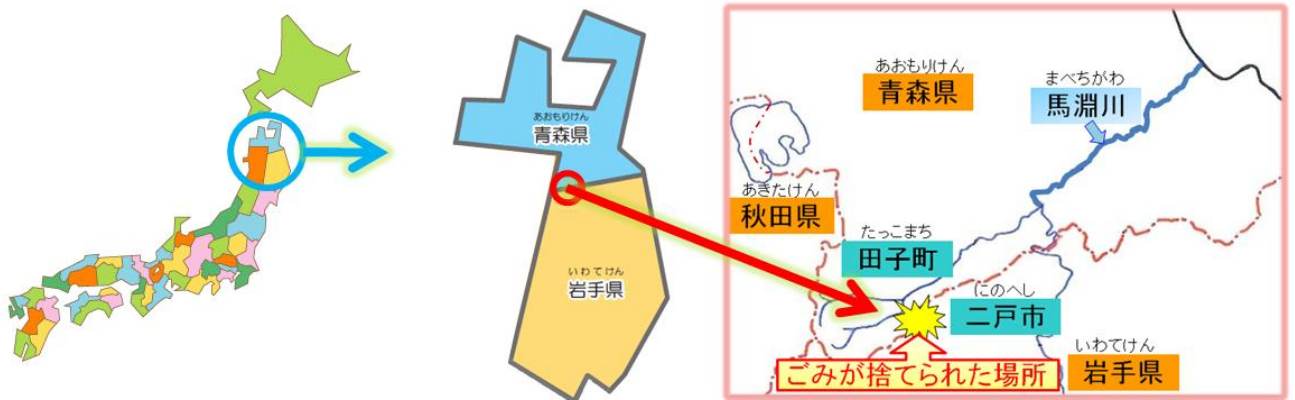 あおもりけん
青森県
いわてけん
岩手県
あおもりけん
青森県
まべちがわ
馬淵川
あきたけん
秋田県
たっこまち
田子町
にのへし
二戸市
いわてけん
岩手県
ごみが捨てられた場所